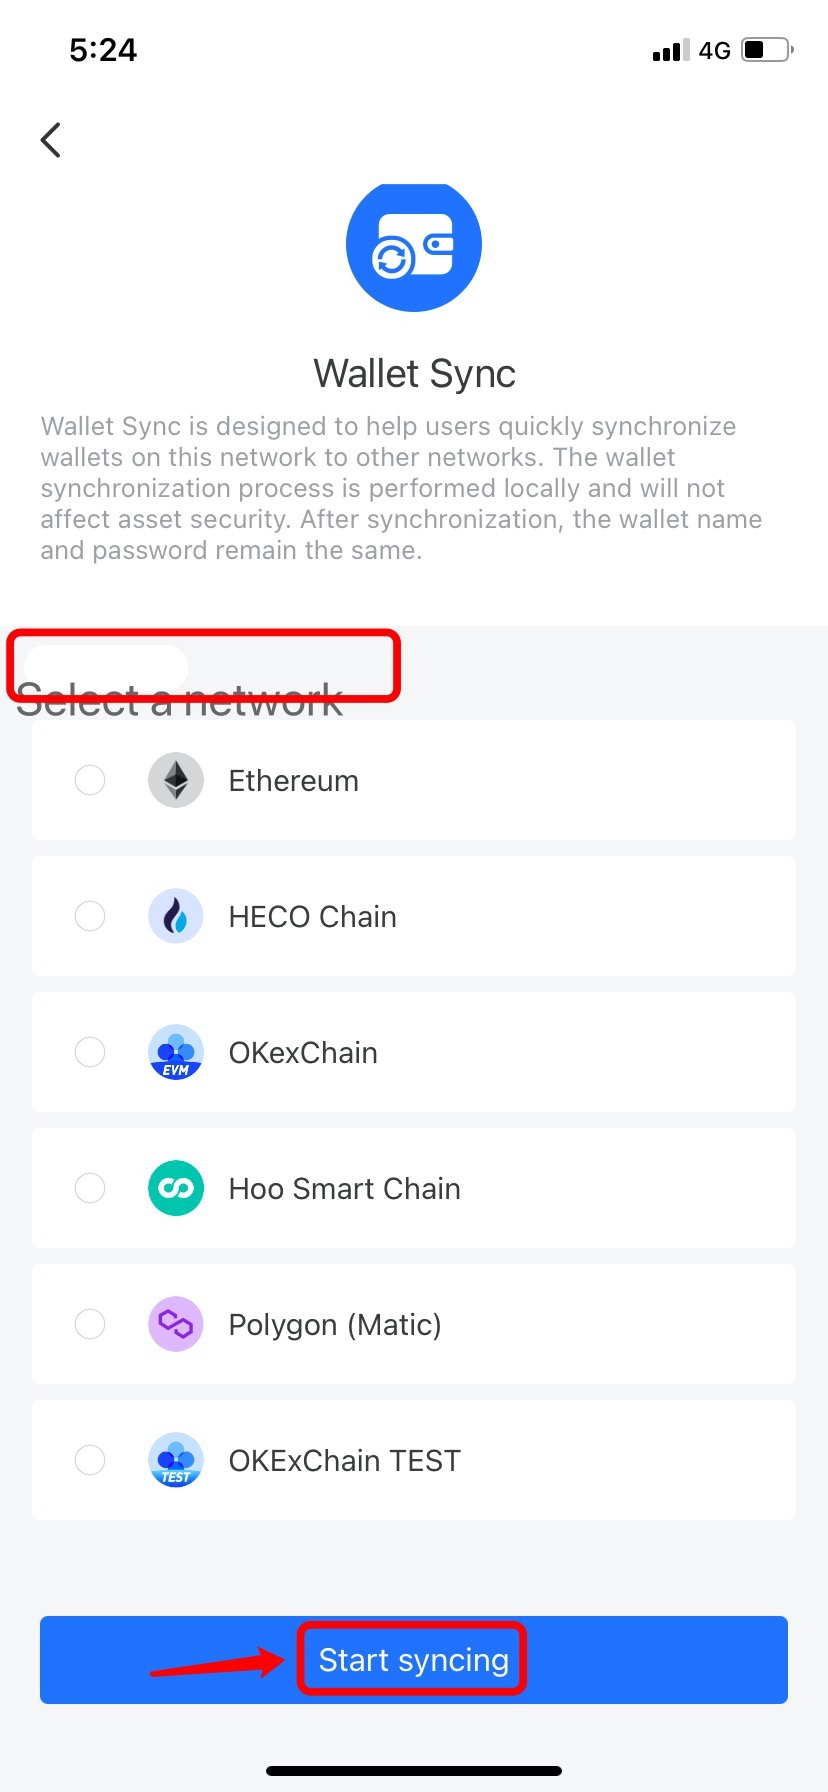 5:24
4G
Wallet Sync
Wallet Sync is designed to help users quickly synchronize
wallets on this network to other networks. The wallet
synchronization process is performed locally and will not
affect asset security. After synchronization, the wallet name
and password remain the same.
Select a network
Ethereum
HECO Chain
EVM
OKexChain
Hoo Smart Chain
Polygon (Matic)
TEST
OKExChain TEST
Start syncing